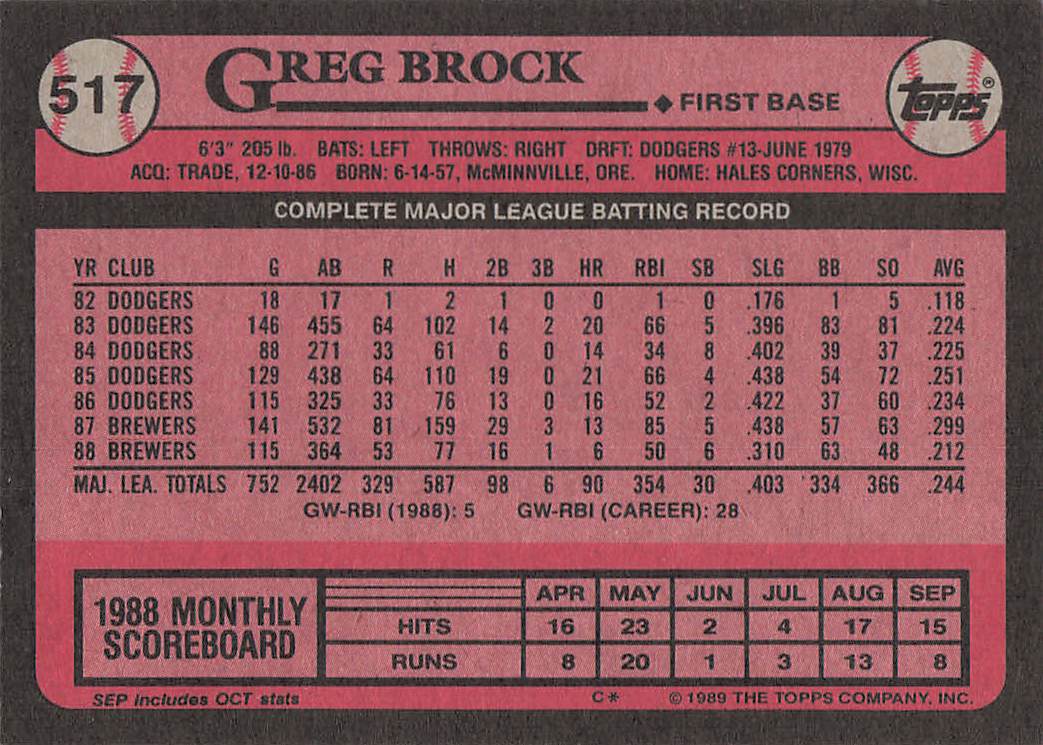 517
GREG BROCK
◆ FIRST BASE
TOPPS®
6'3" 205 lb. BATS: LEFT THROWS: RIGHT DRFT: DODGERS #13-JUNE 1979
ACQ: TRADE, 12-10-86 BORN: 6-14-57, McMINNVILLE, ORE. HOME: HALES CORNERS, WISC.
COMPLETE MAJOR LEAGUE BATTING RECORD
YR CLUB G AB R H 2B 3B HR RBI SB SLG BB SO AVG
82 DODGERS 18 17 1 2 1 0 0 1 0 .176 1 5 .118
83 DODGERS 146 455 64 102 14 2 20 66 5 .396 83 81 .224
84 DODGERS 88 271 33 61 6 0 14 34 8 .402 39 37 .225
85 DODGERS 129 438 64 110 19 0 21 66 4 .438 54 72 .251
86 DODGERS 115 325 33 76 13 0 16 52 2 .422 37 60 .234
87 BREWERS 141 532 81 159 29 3 13 85 5 .438 57 63 .299
88 BREWERS 115 364 53 77 16 1 6 50 6 .310 63 48 .212
MAJ. LEA. TOTALS 752 2402 329 587 98 6 90 354 30 .403 334 366 .244
GW-RBI (1988): 5 GW-RBI (CAREER): 28
1988 MONTHLY
SCOREBOARD
APR MAY JUN JUL AUG SEP
HITS 16 23 2 4 17 15
RUNS 8 20 1 3 13 8
SEP includes OCT stats
C* © 1989 THE TOPPS COMPANY, INC.